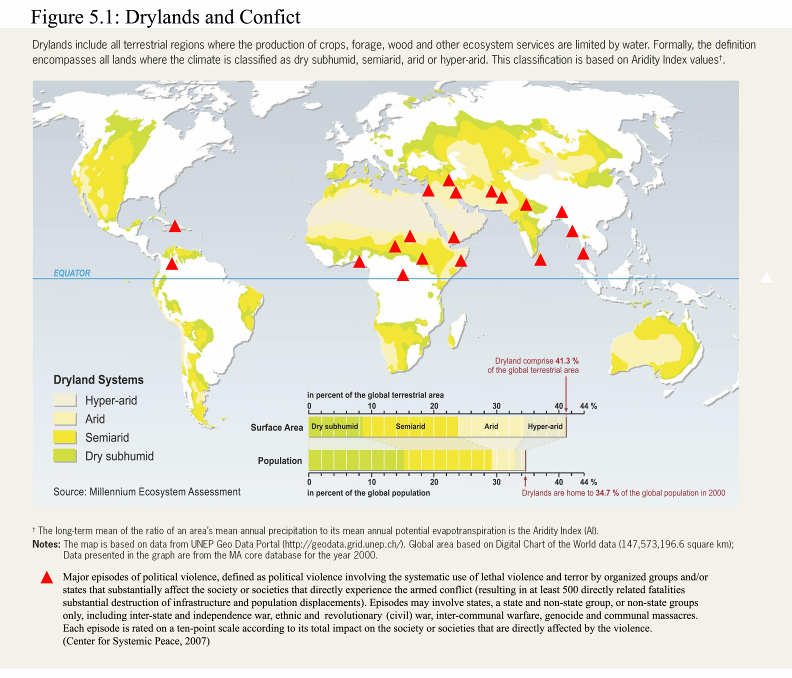 Figure 5.1: Drylands and Confict
Drylands include all terrestrial regions where the production of crops, forage, wood and other ecosystem services are limited by water. Formally, the definition
encompasses all lands where the climate is classified as dry subhumid, semiarid, arid or hyper-arid. This classification is based on Aridity Index values†.
EQUATOR
Dryland comprise 41.3 %
of the global terrestrial area
Dryland Systems
Hyper-arid
Arid
Semiarid
Dry subhumid
in percent of the global terrestrial area
0 10 20 30 40 44 %
Surface Area Dry subhumid Semiarid Arid Hyper-arid
Population
0 10 20 30 40 44 %
in percent of the global population
Drylands are home to 34.7 % of the global population in 2000
Source: Millennium Ecosystem Assessment
† The long-term mean of the ratio of an area's mean annual precipitation to its mean annual potential evapotranspiration is the Aridity Index (AI).
Notes: The map is based on data from UNEP Geo Data Portal (http://geodata.grid.unep.ch/). Global area based on Digital Chart of the World data (147,573,196.6 square km);
Data presented in the graph are from the MA core database for the year 2000.
Major episodes of political violence, defined as political violence involving the systematic use of lethal violence and terror by organized groups and/or
states that substantially affect the society or societies that directly experience the armed conflict (resulting in at least 500 directly related fatalities
substantial destruction of infrastructure and population displacements). Episodes may involve states, a state and non-state group, or non-state groups
only, including inter-state and independence war, ethnic and revolutionary (civil) war, inter-communal warfare, genocide and communal massacres.
Each episode is rated on a ten-point scale according to its total impact on the society or societies that are directly affected by the violence.
(Center for Systemic Peace, 2007)